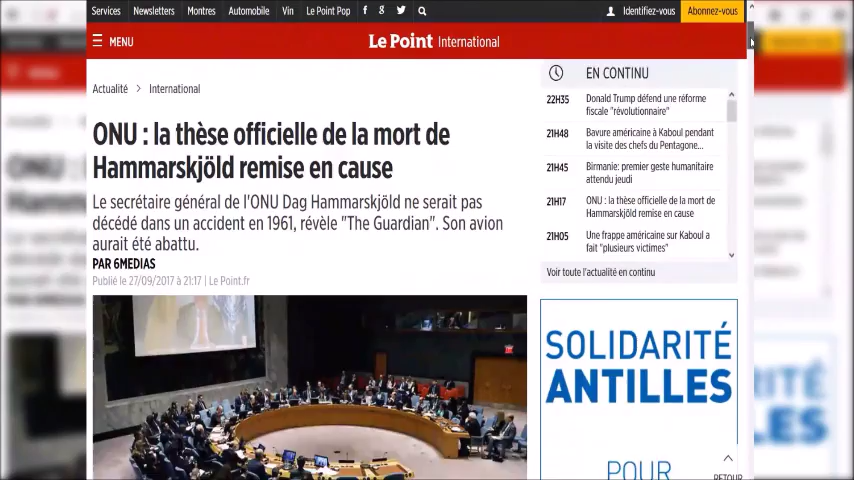 Services Newsletters Montres Automobile Vin Le Point Pop Identifiez-vous Abonnez-vous
MENU
Le Point International
Actualité > International
ONU : la thèse officielle de la mort de
Hammarskjöld remise en cause
Le secrétaire général de l'ONU Dag Hammarskjöld ne serait pas
décédé dans un accident en 1961, révèle "The Guardian". Son avion
aurait été abattu.
PAR 6MEDIAS
Publié le 27/09/2017 à 21:17 | Le Point.fr
EN CONTINU
22H35 Donald Trump défend une réforme
fiscale "révolutionnaire"
21H48 Bavure américaine à Kaboul pendant
la visite des chefs du Pentagone...
21H45 Birmanie: premier geste humanitaire
attendu jeudi
21H17 ONU : la thèse officielle de la mort de
Hammarskjöld remise en cause
21H05 Une frappe américaine sur Kaboul a
fait "plusieurs victimes"
Voir toute l'actualité en continu
SOLIDARITÉ
ANTILLES
POUR
RETOUR